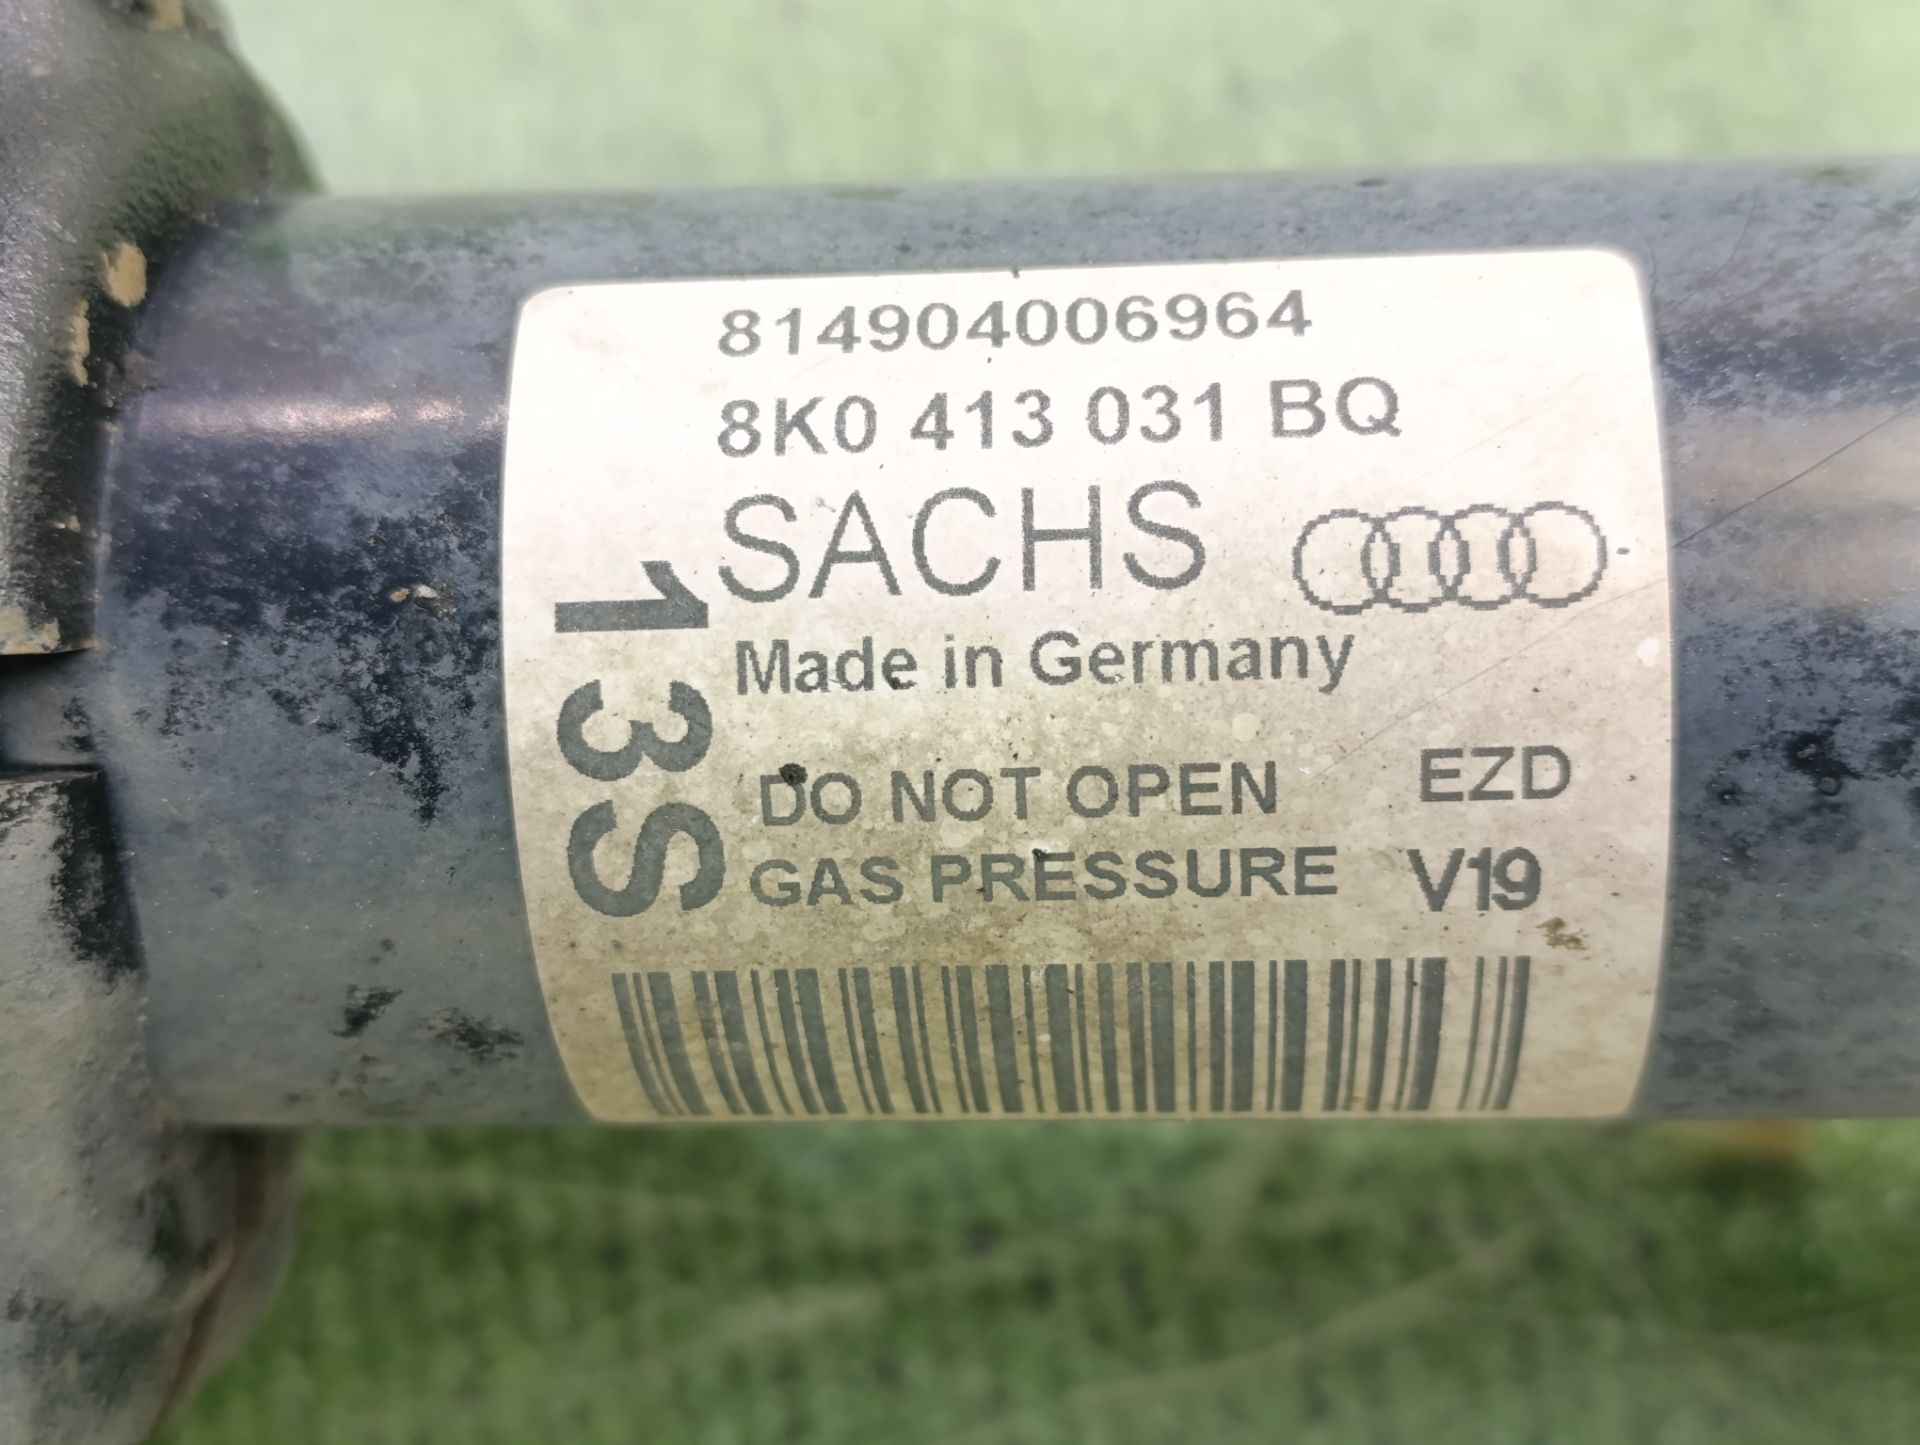 814904006964
8K0 413 031 BQ
SACHS
Made in Germany
13S
DO NOT OPEN EZD
GAS PRESSURE V19